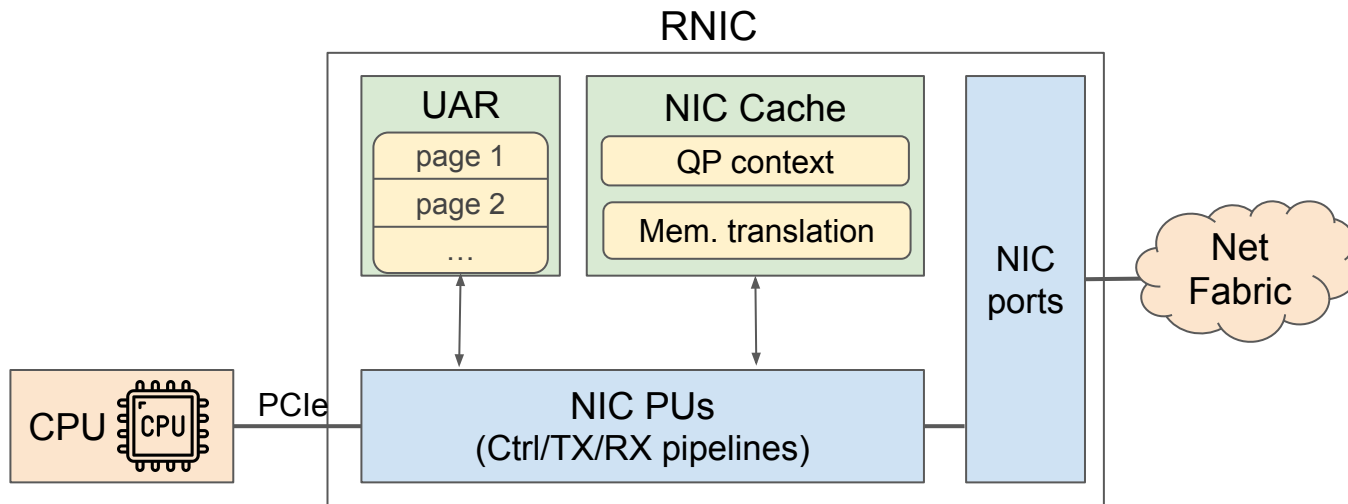 RNIC
UAR
page 1
page 2
…
NIC Cache
QP context
Mem. translation
NIC
ports
Net
Fabric
CPU
CPU
PCIe
NIC PUs
(Ctrl/TX/RX pipelines)